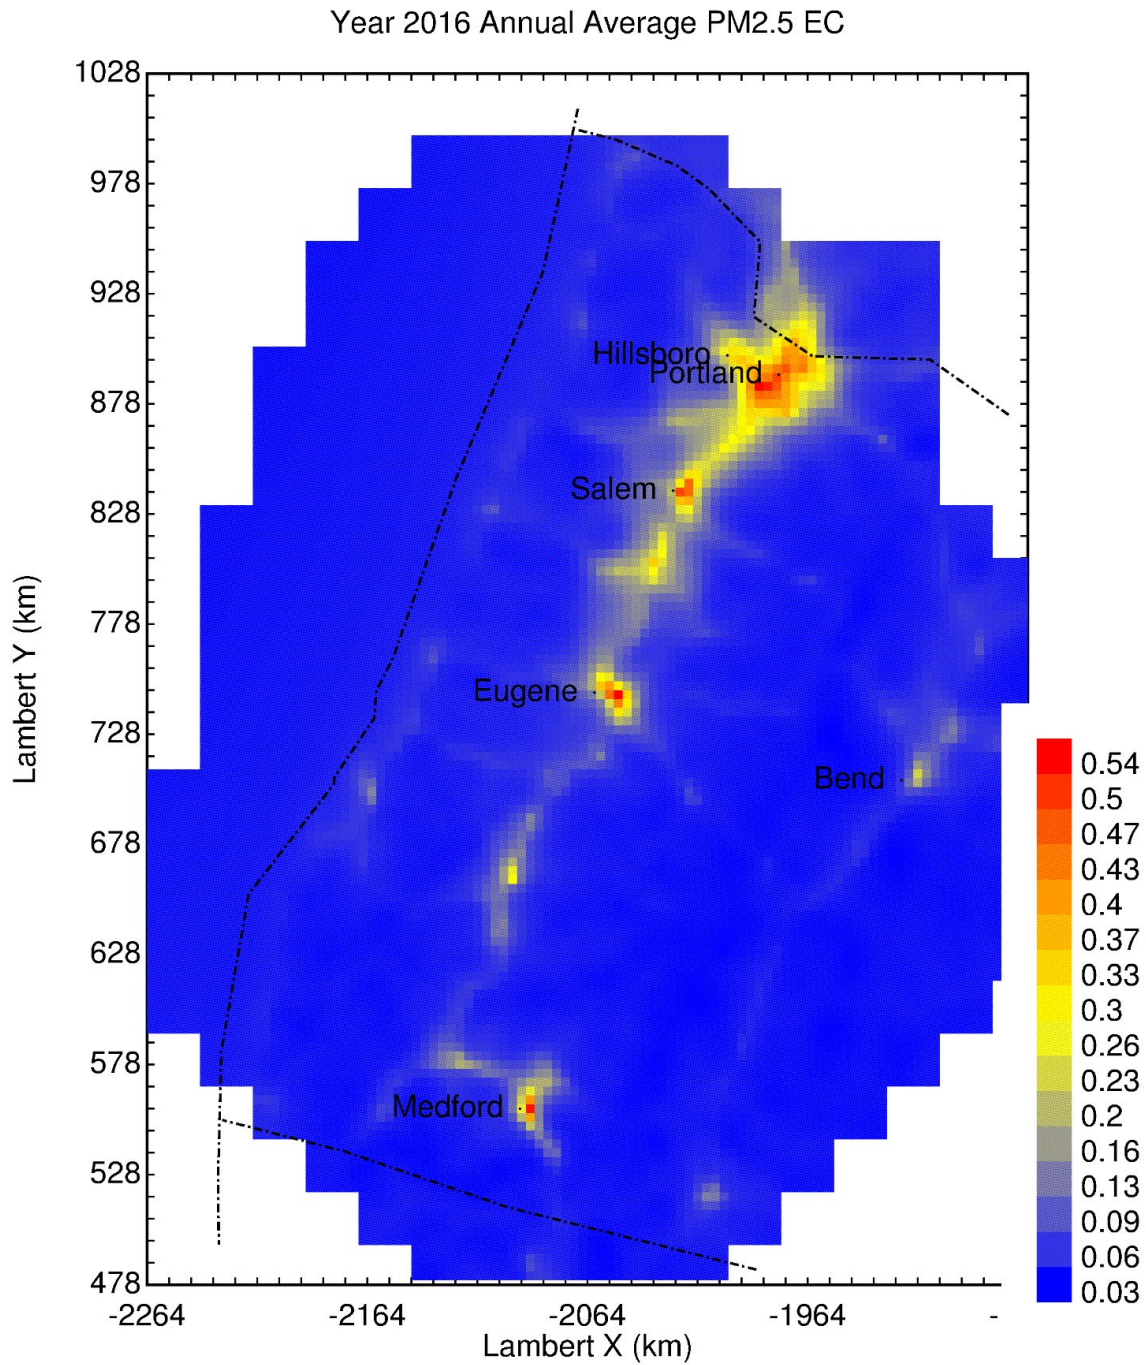 Year 2016 Annual Average PM2.5 EC
1028
978
928
878
828
778
728
678
628
578
528
478
Lambert Y (km)
Hillsboro
Portland
Salem
Eugene
Bend
Medford
0.54
0.5
0.47
0.43
0.4
0.37
0.33
0.3
0.26
0.23
0.2
0.16
0.13
0.09
0.06
0.03
-2264 -2164 -2064 -1964 -
Lambert X (km)